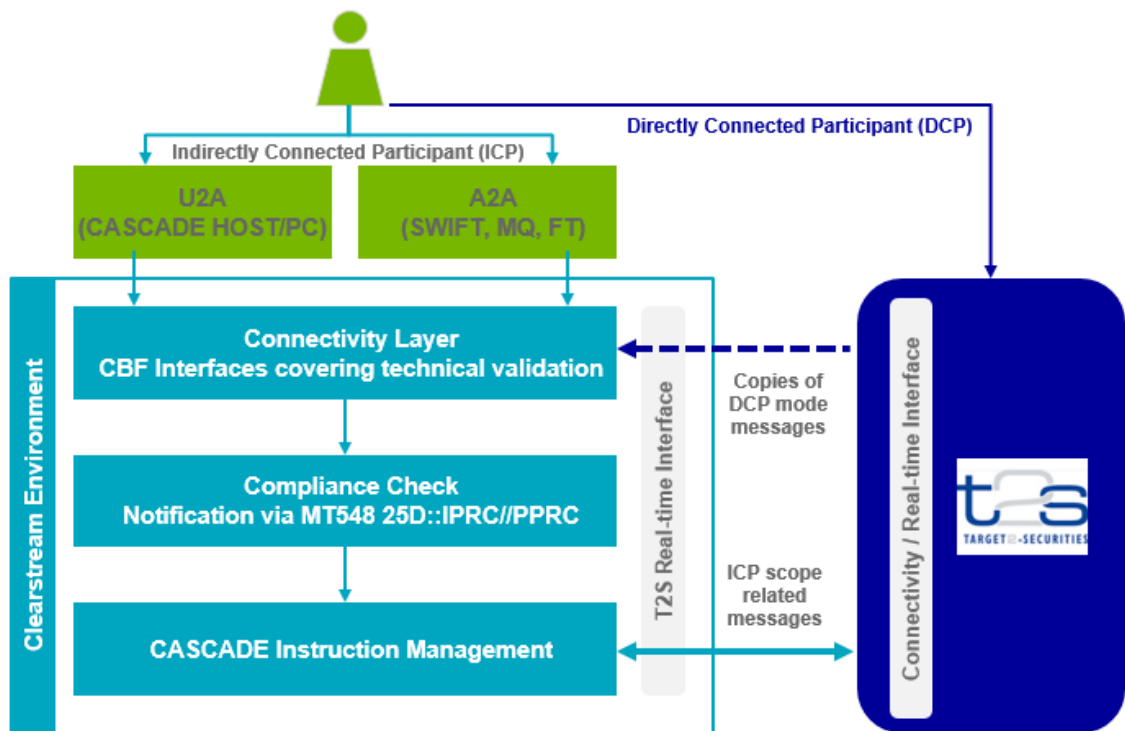 Directly Connected Participant (DCP)
Indirectly Connected Participant (ICP)
U2A
(CASCADE HOST/PC)
A2A
(SWIFT, MQ, FT)
Clearstream Environment
Connectivity Layer
CBF Interfaces covering technical validation
Compliance Check
Notification via MT548 25D::IPRC//PPRC
CASCADE Instruction Management
T2S Real-time Interface
Copies of
DCP mode
messages
ICP scope
related
messages
Connectivity / Real-time Interface
t2s
TARGET2-SECURITIES